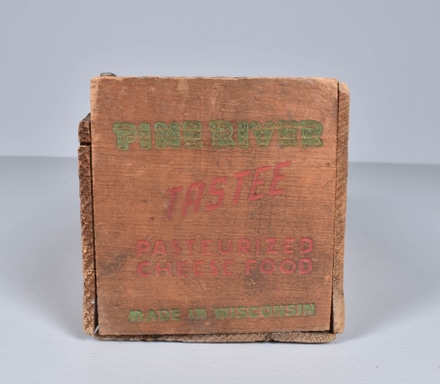 PINE RIVER
TASTEE
PASTEURIZED
CHEESE FOOD
MADE IN WISCONSIN